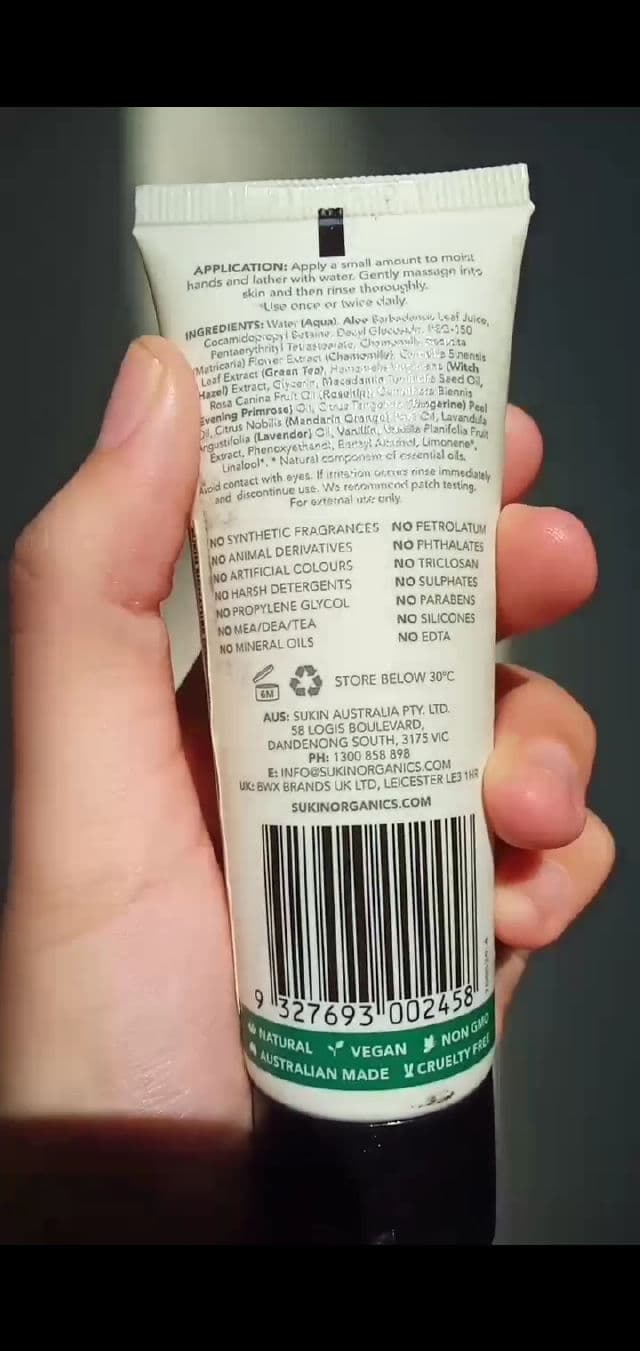 APPLICATION: Apply a small amount to moist
hands and lather with water. Gently massage into
skin and then rinse thoroughly.
*Use once or twice daily.
INGREDIENTS: Water (Aqua), Aloe Barbadensis Leaf Juice,
Cocamidopropyl Betaine, Decyl Glucoside, PEG-150
Pentaerythrityl Tetrastearate, Chamomilla Recutita
(Matricaria) Flower Extract (Chamomile), Camellia Sinensis
Leaf Extract (Green Tea), Hamamelis Virginiana (Witch
Hazel) Extract, Glycerin, Macadamia Ternifolia Seed Oil,
Rosa Canina Fruit Oil (Rosehip), Oenothera Biennis
(Evening Primrose) Oil, Citrus Tangerina (Tangerine) Peel
Oil, Citrus Nobilis (Mandarin Orange) Peel Oil, Lavandula
Angustifolia (Lavender) Oil, Vanillin, Vanilla Planifolia Fruit
Extract, Phenoxyethanol, Benzyl Alcohol, Limonene*,
Linalool*. * Natural component of essential oils.
Avoid contact with eyes. If irritation occurs rinse immediately
and discontinue use. We recommend patch testing.
For external use only.
NO SYNTHETIC FRAGRANCES NO PETROLATUM
NO ANIMAL DERIVATIVES NO PHTHALATES
NO ARTIFICIAL COLOURS NO TRICLOSAN
NO HARSH DETERGENTS NO SULPHATES
NO PROPYLENE GLYCOL NO PARABENS
NO MEA/DEA/TEA NO SILICONES
NO MINERAL OILS NO EDTA
6M STORE BELOW 30°C
AUS: SUKIN AUSTRALIA PTY. LTD.
58 LOGIS BOULEVARD,
DANDENONG SOUTH, 3175 VIC
PH: 1300 858 898
E: INFO@SUKINORGANICS.COM
UK: BWX BRANDS UK LTD, LEICESTER LE3 1HR
SUKINORGANICS.COM
9 327693 002458
NATURAL VEGAN NON GMO
AUSTRALIAN MADE CRUELTY FREE